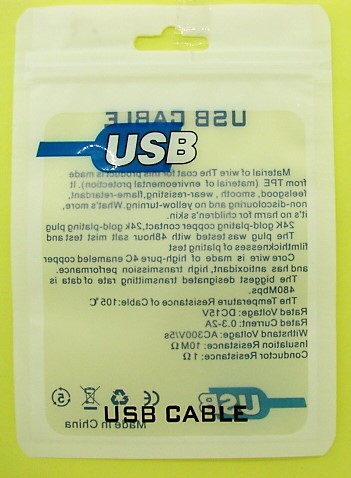 USB CABLE
USB
Material of wire The coat for this product is made
from TPE (material of environmental protection). It
feelsgood, smooth , wear-resisting,flame-retardant,
non-discolouring and no yellow-turning.What's more,
it's no harm for children's skin.
24K gold-plating copper contact,24K gold-plating plug
The plug was tested with 48hour salt mist test and
filmthickness of plating test
Wire Core is made of high-pure 4C enameled copper
and has antioxidant, high transmission performance.
The biggest designated transmitting rate of data is
480Mbps.
The Temperature of Resistance of Cable:105℃
Rated Voltage:DC15V
Rated Current:0.3-2A
Withstand Voltage:AC300V/5s
Insulation Resistance:10MΩ
Conductor Resistance:1Ω
5
CE
USB
USB CABLE
Made in China